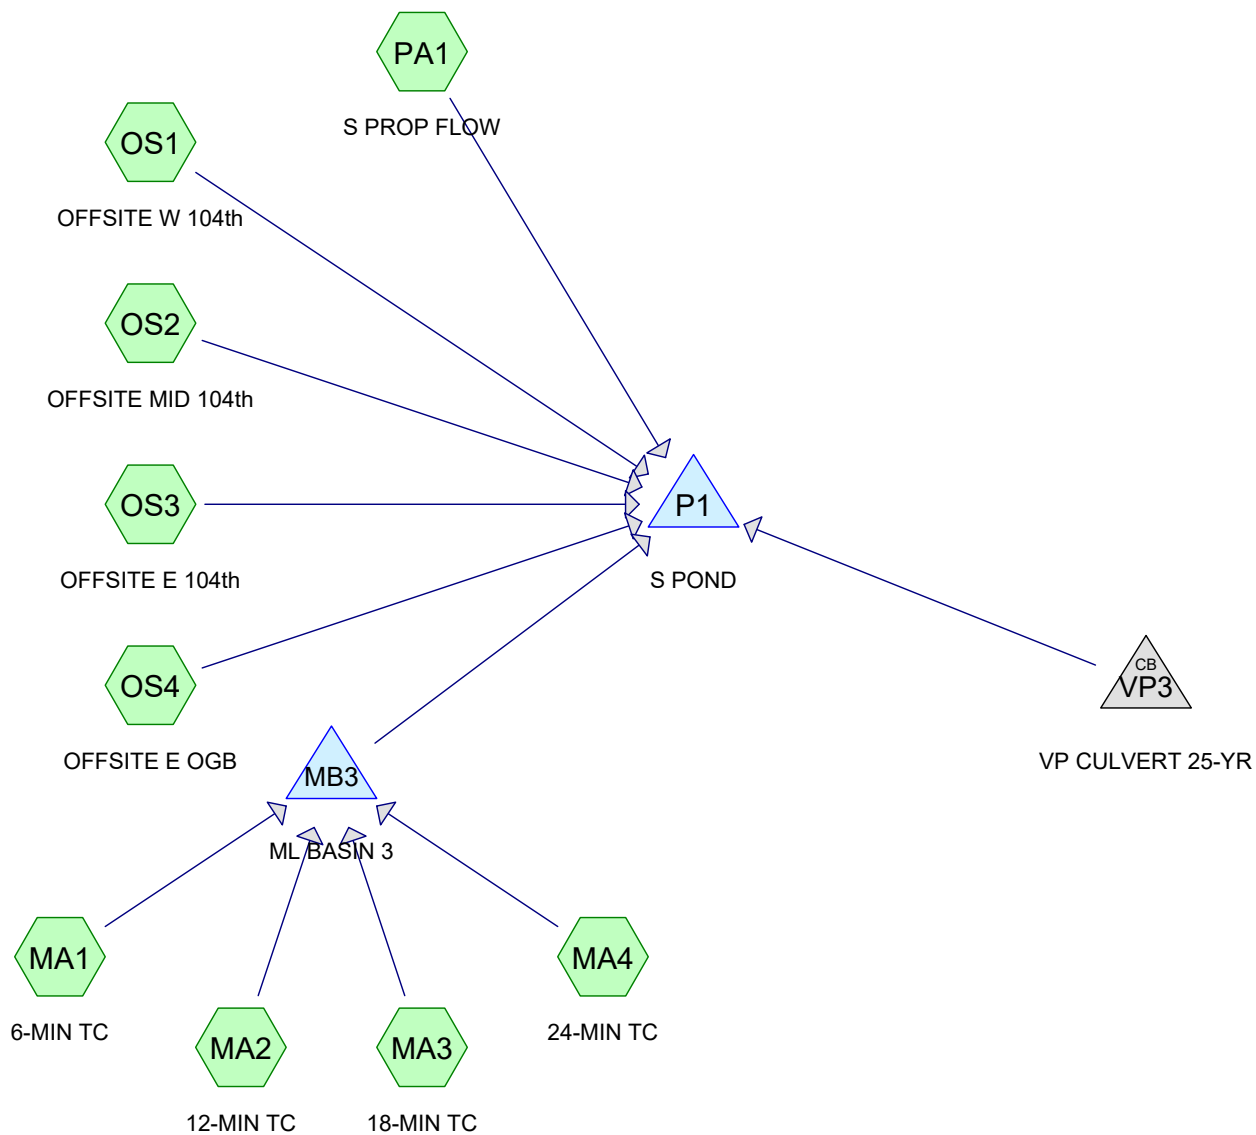 PA1
S PROP FLOW
OS1
OFFSITE W 104th
OS2
OFFSITE MID 104th
OS3
OFFSITE E 104th
P1
S POND
OS4
OFFSITE E OGB
CB
VP3
VP CULVERT 25-YR
MB3
ML BASIN 3
MA1
6-MIN TC
MA4
24-MIN TC
MA2
12-MIN TC
MA3
18-MIN TC